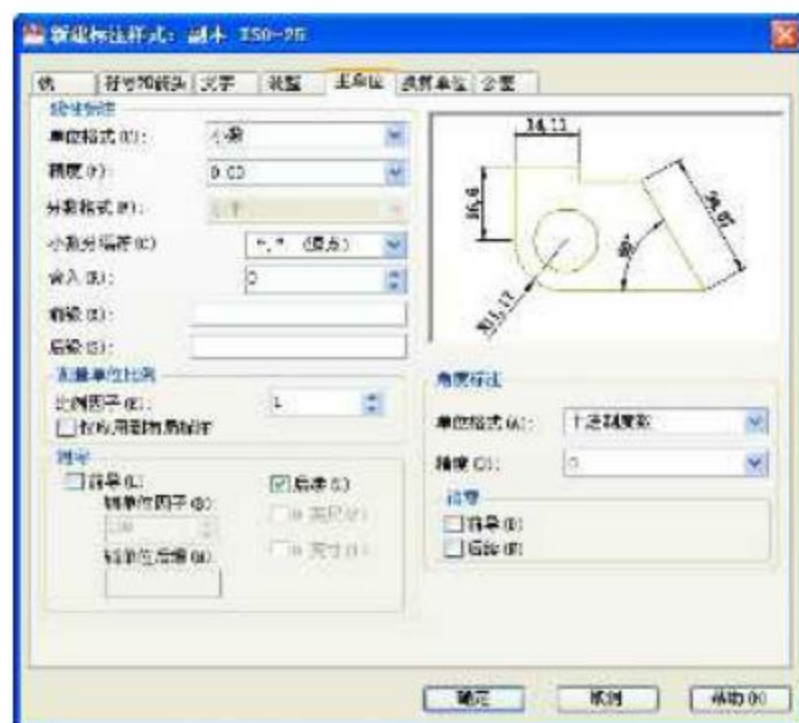 新建标注样式：副本 ISO-25
线 符号和箭头 文字 调整 主单位 换算单位 公差
线性标注
单位格式(U)： 小数
精度(P)： 0.00
分数格式(M)：
小数分隔符(C) (逗点)
舍入(R)： 0
前缀(X)：
后缀(S)：
测量单位比例
比例因子(E)： 1
仅应用到布局标注
消零
前导(L) 后续(T)
辅单位因子(B)： 100
0 英尺(F)
辅单位后缀(N)
0 英寸(I)
14,11
16,6
60°
R11,17
角度标注
单位格式(A)： 十进制度数
精度(O)： 0
消零
前导(D)
后续(N)
确定 取消 帮助(H)